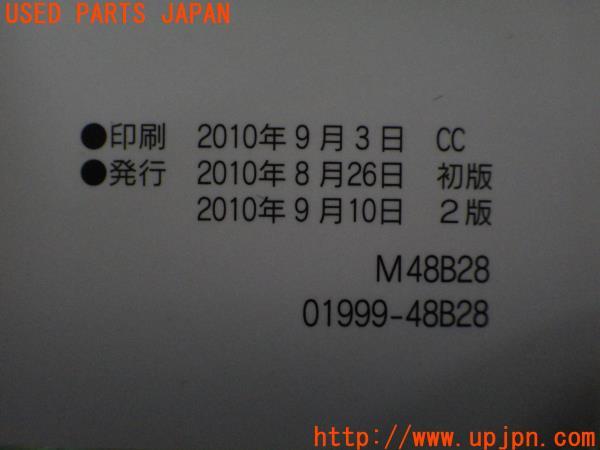 USED PARTS JAPAN
●印刷 2010年9月3日 CC
●発行 2010年8月26日 初版
2010年9月10日 2版
M48B28
01999-48B28
http://www.upjpn.com